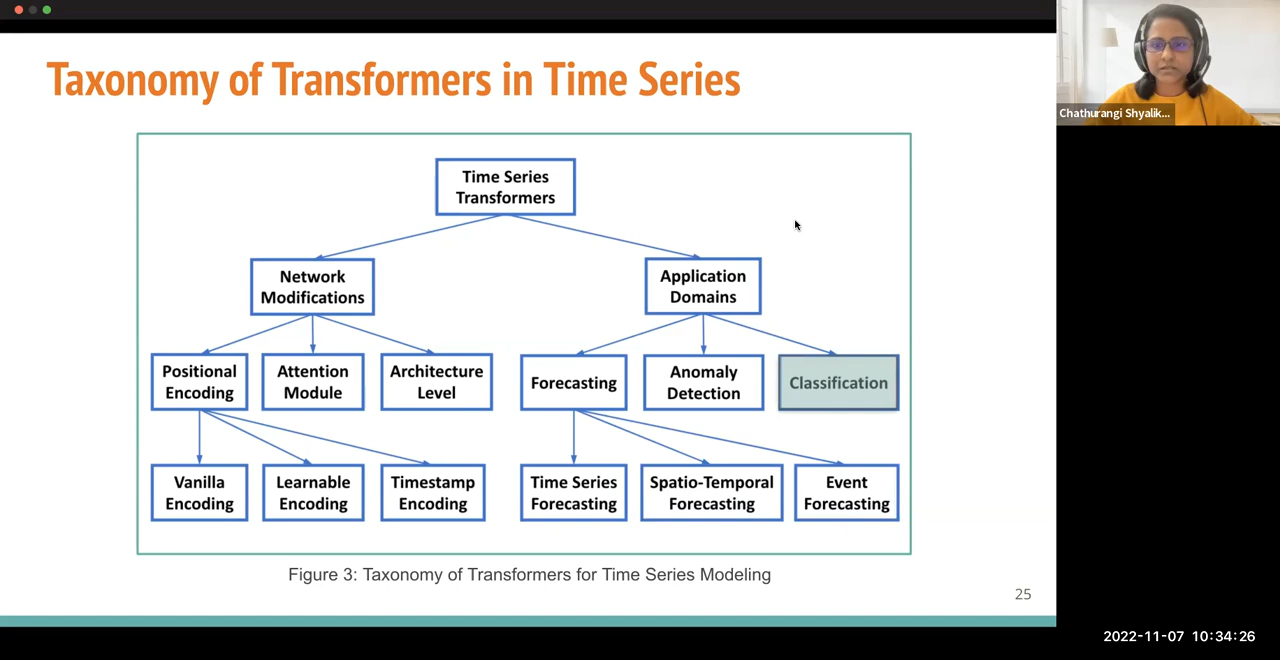 Taxonomy of Transformers in Time Series
Chathurangi Shyalik...
Time Series
Transformers
Network
Modifications
Application
Domains
Positional
Encoding
Attention
Module
Architecture
Level
Forecasting
Anomaly
Detection
Classification
Vanilla
Encoding
Learnable
Encoding
Timestamp
Encoding
Time Series
Forecasting
Spatio-Temporal
Forecasting
Event
Forecasting
Figure 3: Taxonomy of Transformers for Time Series Modeling
25
2022-11-07 10:34:26